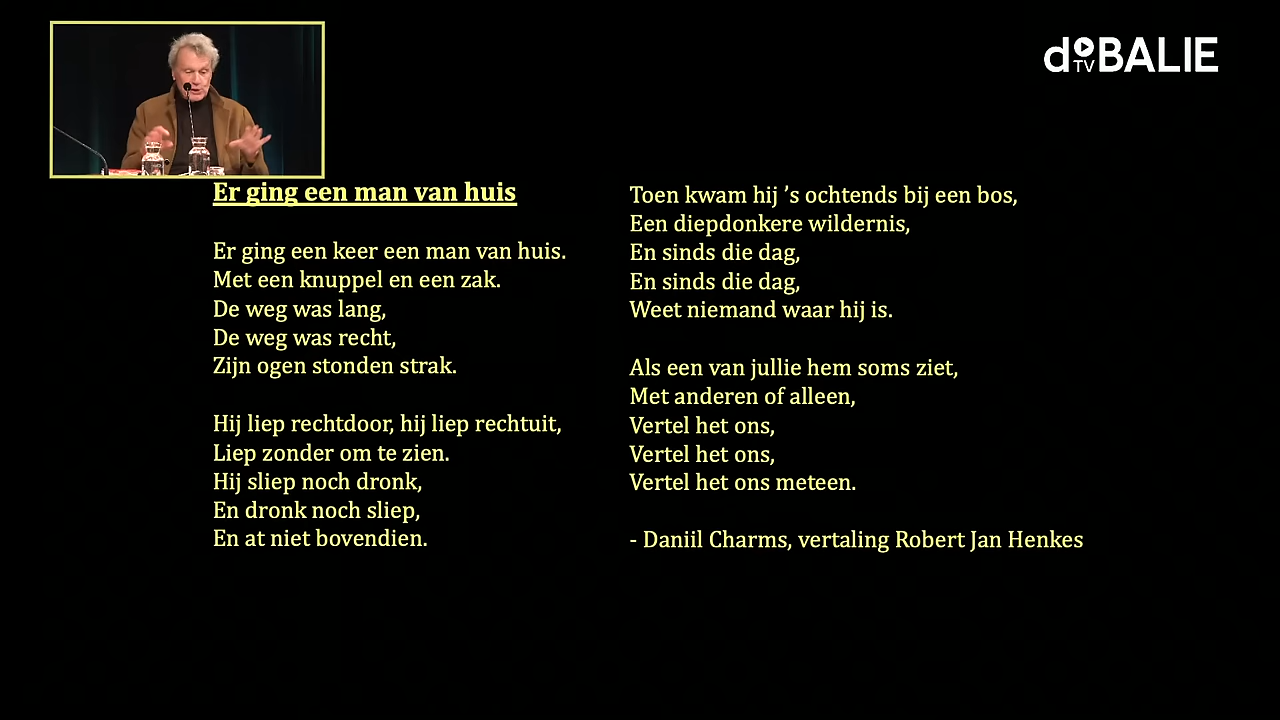 de BALIE
TV
Er ging een man van huis
Er ging een keer een man van huis.
Met een knuppel en een zak.
De weg was lang,
De weg was recht,
Zijn ogen stonden strak.
Hij liep rechtdoor, hij liep rechtuit,
Liep zonder om te zien.
Hij sliep noch dronk,
En dronk noch sliep,
En at niet bovendien.
Toen kwam hij ’s ochtends bij een bos,
Een diepdonkere wildernis,
En sinds die dag,
En sinds die dag,
Weet niemand waar hij is.
Als een van jullie hem soms ziet,
Met anderen of alleen,
Vertel het ons,
Vertel het ons,
Vertel het ons meteen.
- Daniil Charms, vertaling Robert Jan Henkes